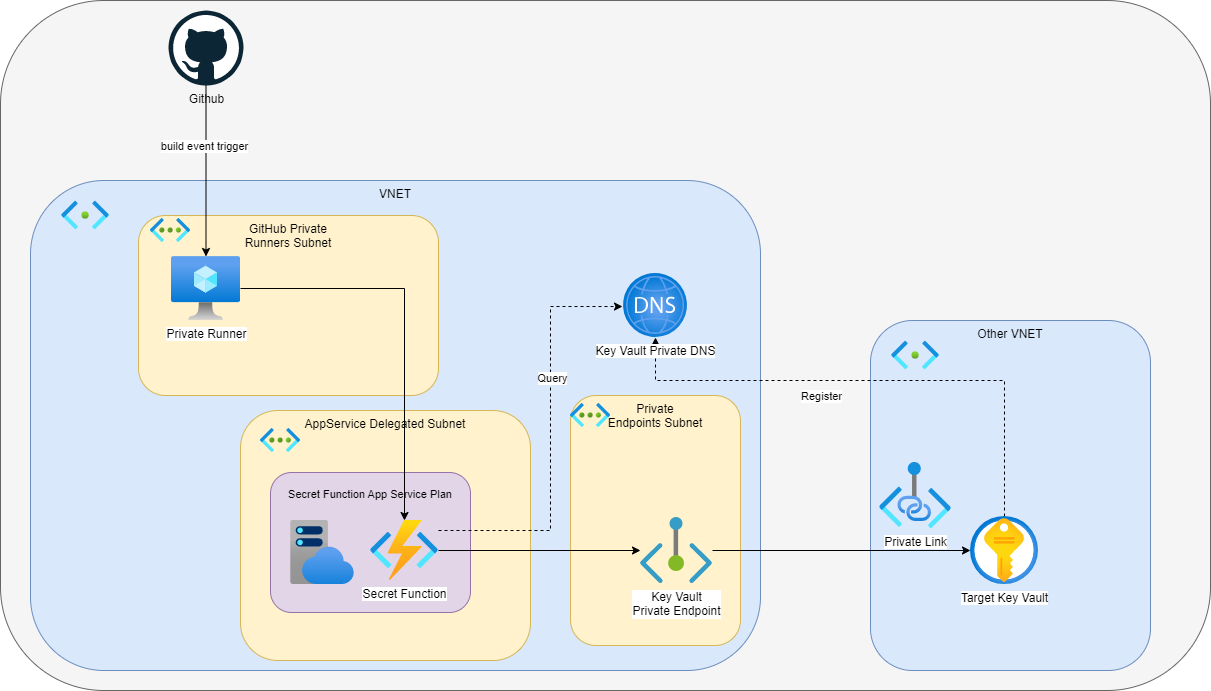 Github
build event trigger
VNET
GitHub Private
Runners Subnet
Private Runner
DNS
Key Vault Private DNS
Other VNET
Query
Register
AppService Delegated Subnet
Private
Endpoints Subnet
Secret Function App Service Plan
Secret Function
Key Vault
Private Endpoint
Private Link
Target Key Vault